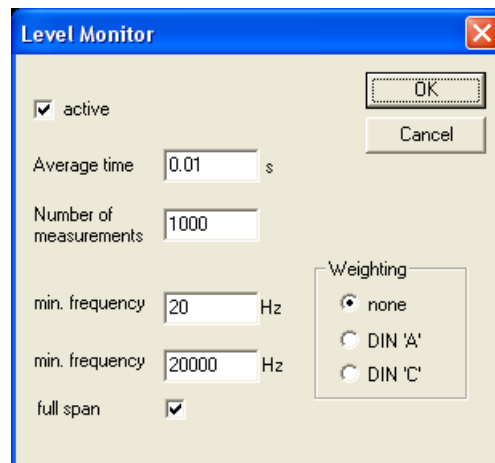 Level Monitor
active
OK
Cancel
Average time 0.01 s
Number of
measurements 1000
Weighting
min. frequency 20 Hz
none
DIN 'A'
min. frequency 20000 Hz
DIN 'C'
full span